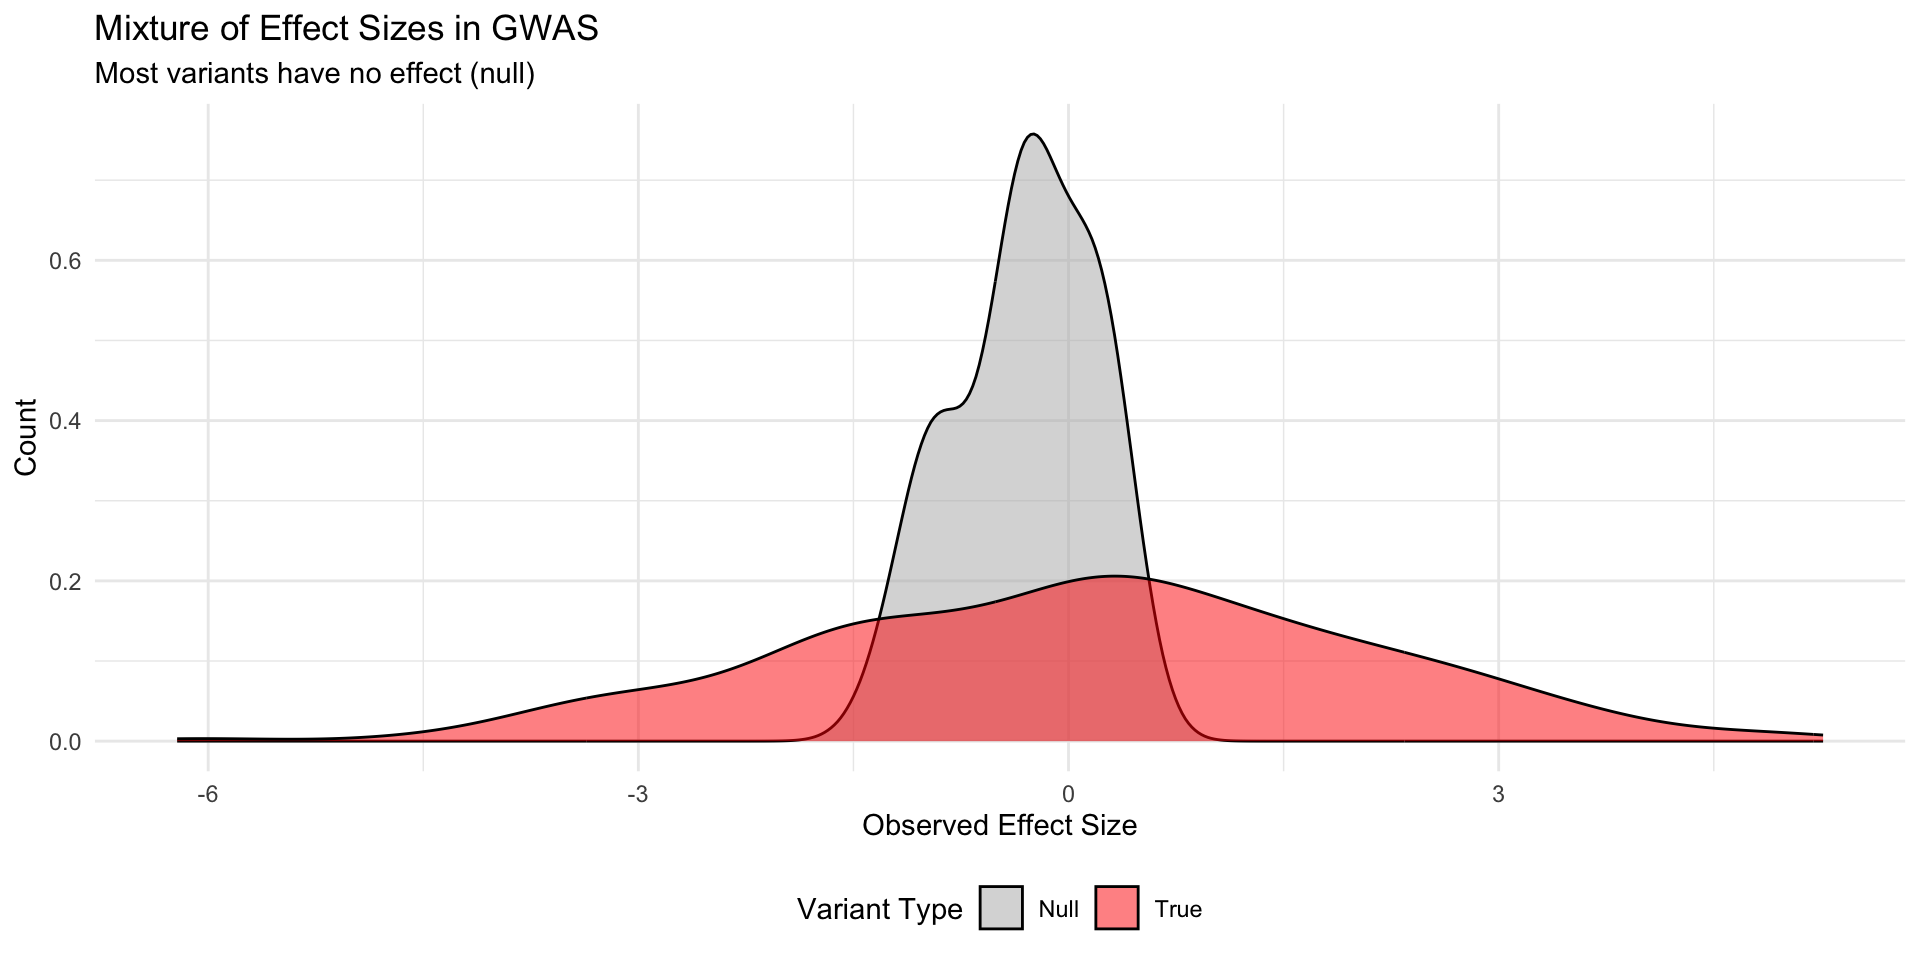 Mixture of Effect Sizes in GWAS
Most variants have no effect (null)
Count
0.6
0.4
0.2
0.0
-6 -3 0 3
Observed Effect Size
Variant Type Null True